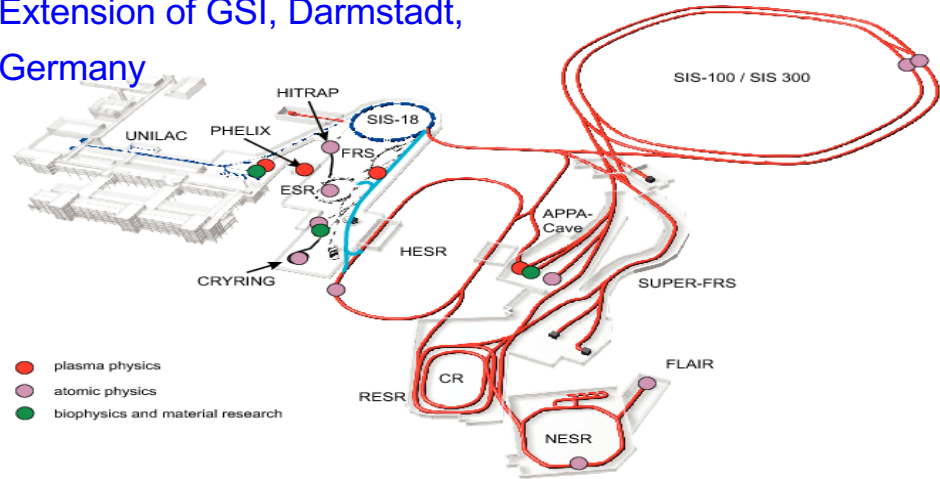 Extension of GSI, Darmstadt,
Germany
SIS-100 / SIS 300
HITRAP
SIS-18
UNILAC
PHELIX
FRS
ESR
APPA-
Cave
HESR
CRYRING
SUPER-FRS
plasma physics
atomic physics
biophysics and material research
FLAIR
CR
RESR
NESR